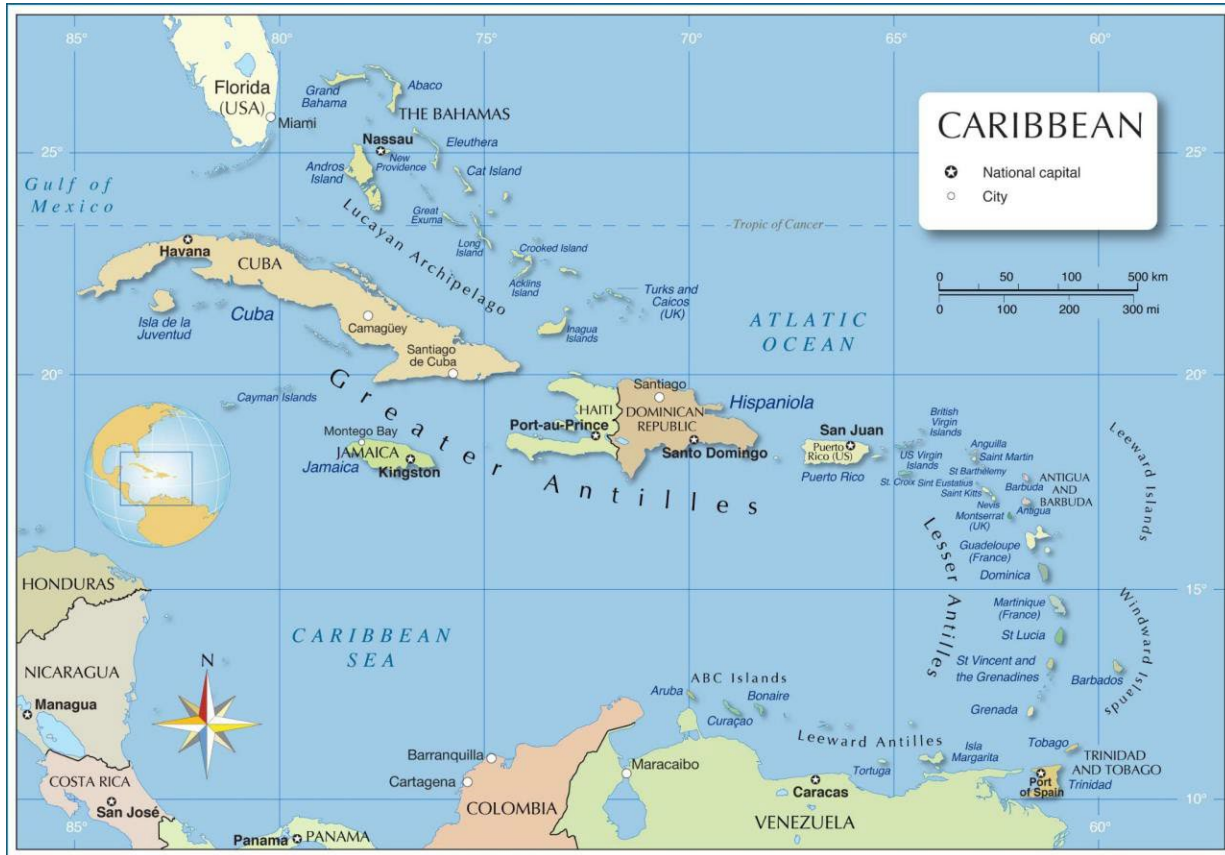 85°
80°
75°
70°
65°
60°
Florida
(USA)
Miami
Grand
Bahama
Abaco
THE BAHAMAS
Nassau
New
Providence
Eleuthera
Andros
Island
Cat Island
25°
25°
CARIBBEAN
National capital
City
Gulf of
Mexico
Great
Exuma
Long
Island
Lucayan Archipelago
Tropic of Cancer
Crooked Island
Acklins
Island
Turks and
Caicos
(UK)
Inagua
Islands
Havana
CUBA
Cuba
Isla de la
Juventud
Camagüey
Santiago
de Cuba
0 50 100 500 km
0 100 200 300 mi
ATLATIC
OCEAN
20°
20°
Cayman Islands
Greater Antilles
Montego Bay
JAMAICA
Jamaica
Kingston
HAITI
Port-au-Prince
Santiago
DOMINICAN
REPUBLIC
Santo Domingo
Hispaniola
San Juan
Puerto
Rico (US)
Puerto Rico
British
Virgin
Islands
US Virgin
Islands
St. Croix
Anguilla
Saint Martin
St Barthélemy
Sint Eustatius
Saint Kitts
Nevis
Montserrat
(UK)
Barbuda
Antigua
ANTIGUA
AND
BARBUDA
Leeward Islands
Guadeloupe
(France)
Dominica
Lesser Antilles
15°
15°
Martinique
(France)
St Lucia
St Vincent and
the Grenadines
Barbados
Windward Islands
Grenada
HONDURAS
NICARAGUA
Managua
COSTA RICA
San José
N
CARIBBEAN
SEA
ABC Islands
Aruba
Curaçao
Bonaire
Leeward Antilles
Isla
Margarita
Tortuga
Tobago
TRINIDAD
AND TOBAGO
Port
of Spain
Trinidad
Barranquilla
Cartagena
Maracaibo
Caracas
COLOMBIA
VENEZUELA
Panama
PANAMA
10°
10°
85°
60°